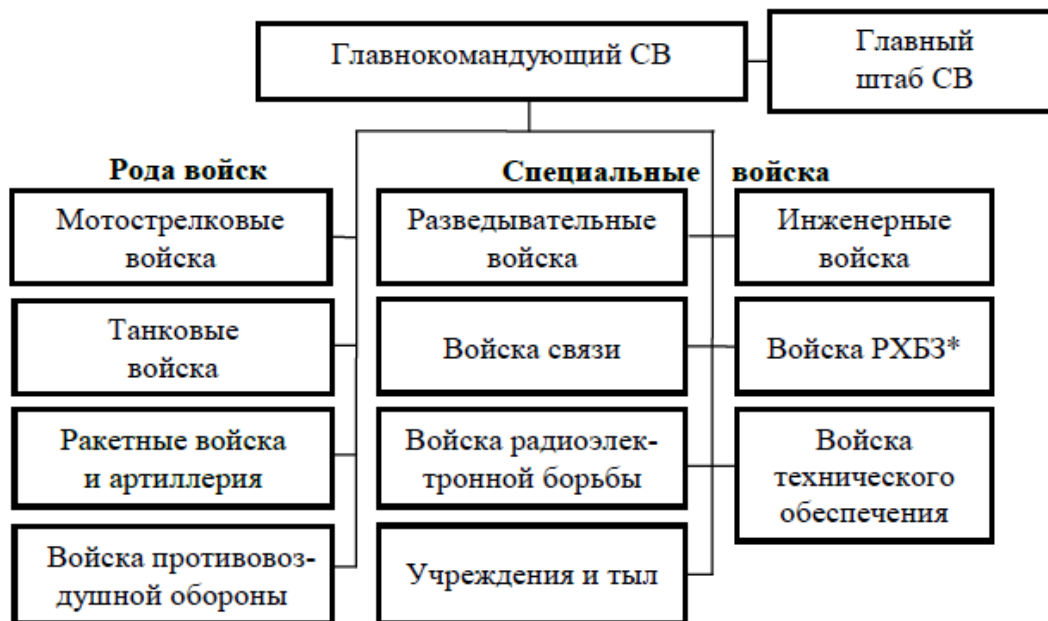 Главнокомандующий СВ
Главный
штаб СВ
Рода войск
Специальные войска
Мотострелковые
войска
Разведывательные
войска
Инженерные
войска
Танковые
войска
Войска связи
Войска РХБЗ*
Ракетные войска
и артиллерия
Войска радиоэлек-
тронной борьбы
Войска
технического
обеспечения
Войска противовоз-
душной обороны
Учреждения и тыл